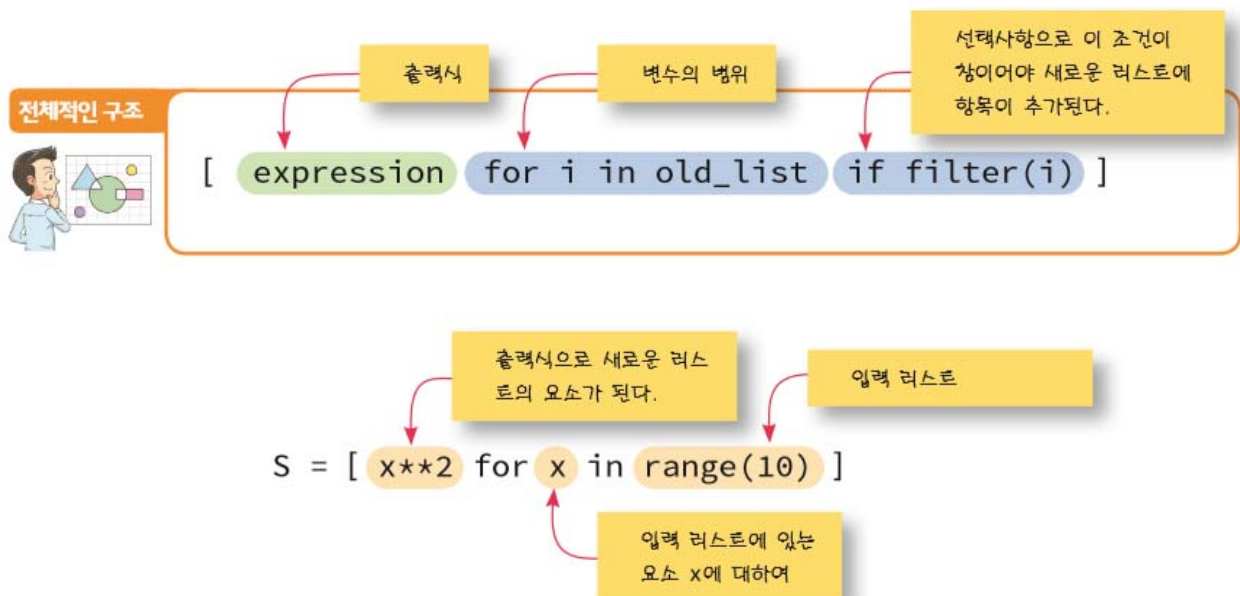 출력식
변수의 범위
선택사항으로 이 조건이
참이어야 새로운 리스트에
항목이 추가된다.
전체적인 구조
[ expression for i in old_list if filter(i) ]
출력식으로 새로운 리스
트의 요소가 된다.
입력 리스트
S = [ x**2 for x in range(10) ]
입력 리스트에 있는
요소 x에 대하여